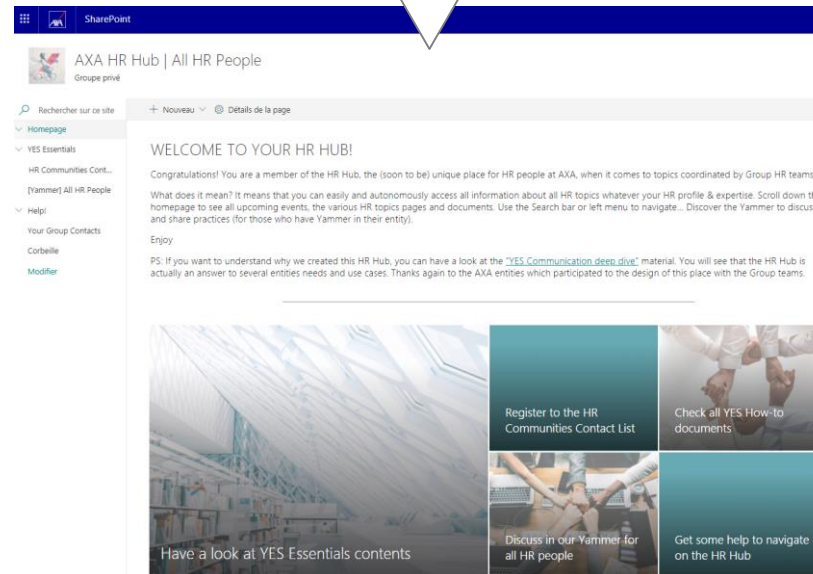 AXA SharePoint
AXA HR Hub | All HR People
Groupe privé
Rechercher sur ce site
+ Nouveau Détails de la page
Homepage
YES Essentials
HR Communities Cont...
[Yammer] All HR People
Help!
Your Group Contacts
Corbeille
Modifier
WELCOME TO YOUR HR HUB!
Congratulations! You are a member of the HR Hub, the (soon to be) unique place for HR people at AXA, when it comes to topics coordinated by Group HR teams
What does it mean? It means that you can easily and autonomously access all information about all HR topics whatever your HR profile & expertise. Scroll down
homepage to see all upcoming events, the various HR topics pages and documents. Use the Search bar or left menu to navigate... Discover the Yammer to
and share practices (for those who have Yammer in their entity).
Enjoy
PS: If you want to understand why we created this HR Hub, you can have a look at the "YES Communication deep dive" material. You will see that the HR Hub is
actually an answer to several entities needs and use cases. Thanks again to the AXA entities which participated to the design of this place with the Group teams.
Have a look at YES Essentials contents
Register to the HR
Communities Contact List
Check all YES How-to
documents
Discuss in our Yammer for
all HR people
Get some help to navigate
on the HR Hub